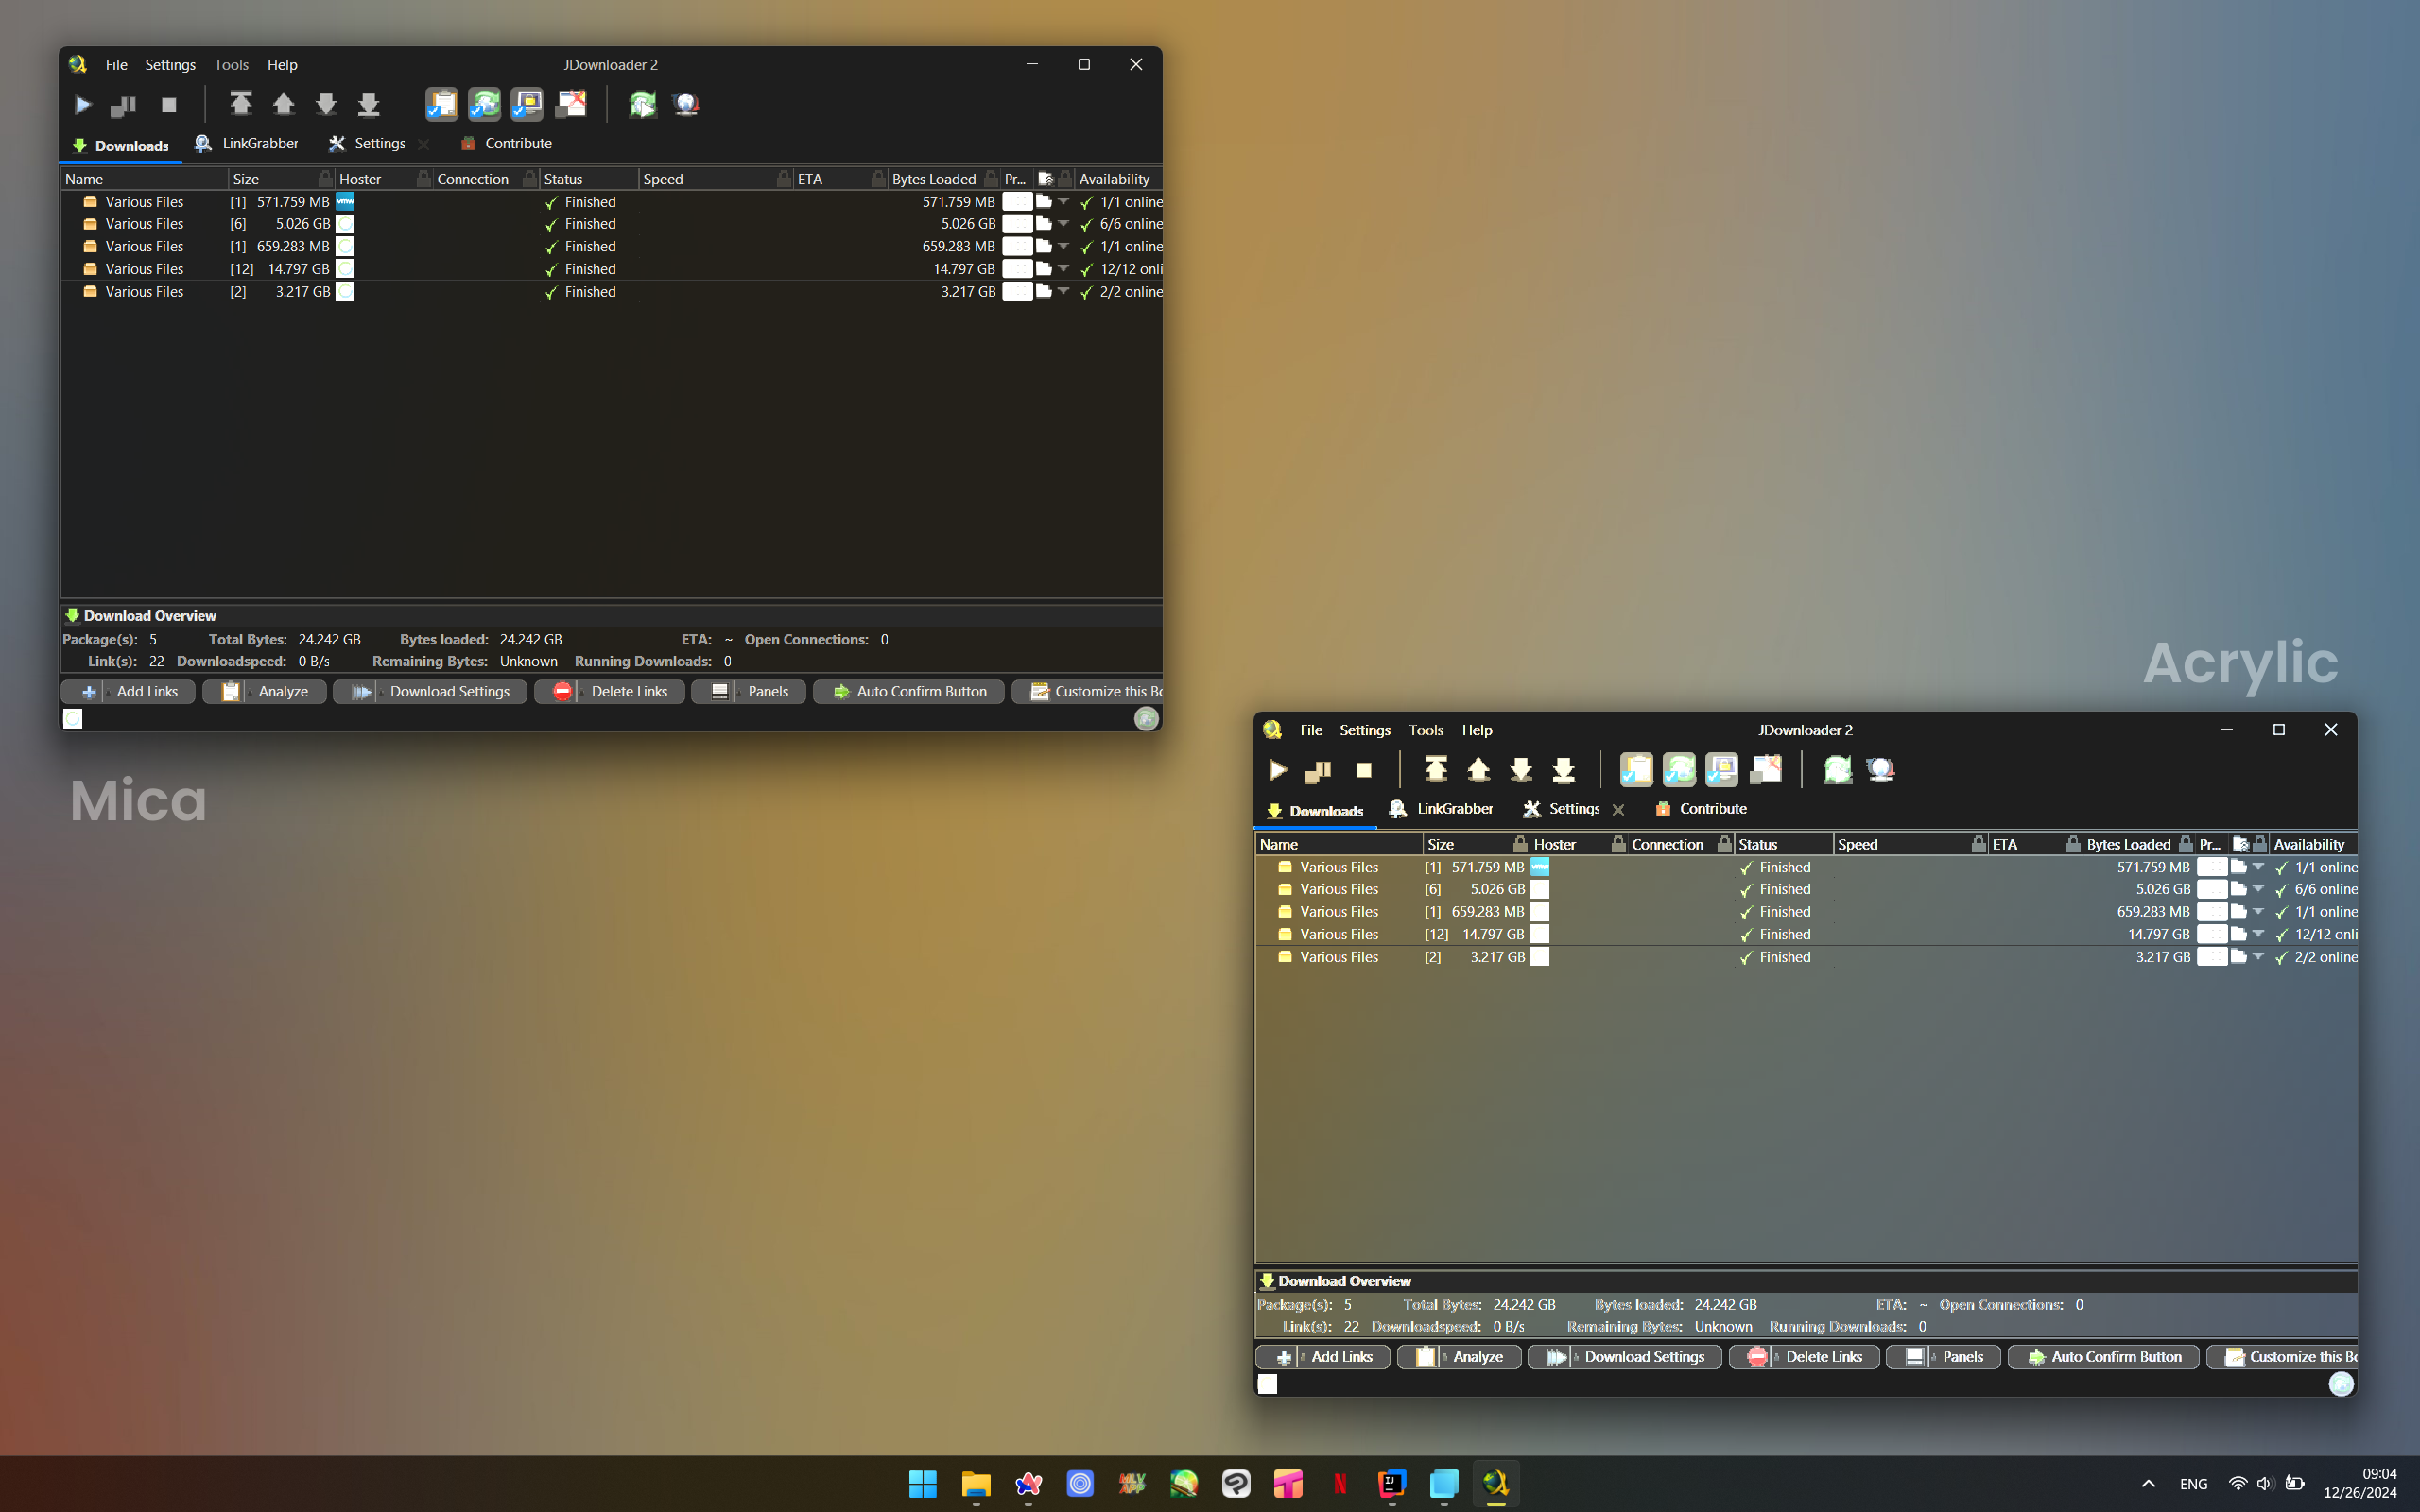 File Settings Tools Help JDownloader 2
Downloads LinkGrabber Settings Contribute
Name Size Hoster Connection Status Speed ETA Bytes Loaded Pr... Availability
Various Files [1] 571.759 MB vmw Finished 571.759 MB 1/1 online
Various Files [6] 5.026 GB Finished 5.026 GB 6/6 online
Various Files [1] 659.283 MB Finished 659.283 MB 1/1 online
Various Files [12] 14.797 GB Finished 14.797 GB 12/12 onli
Various Files [2] 3.217 GB Finished 3.217 GB 2/2 online
Download Overview
Package(s): 5 Total Bytes: 24.242 GB Bytes loaded: 24.242 GB ETA: ~ Open Connections: 0
Link(s): 22 Downloadspeed: 0 B/s Remaining Bytes: Unknown Running Downloads: 0
Add Links Analyze Download Settings Delete Links Panels Auto Confirm Button Customize this Bo
Mica
Acrylic
File Settings Tools Help JDownloader 2
Downloads LinkGrabber Settings Contribute
Name Size Hoster Connection Status Speed ETA Bytes Loaded Pr... Availability
Various Files [1] 571.759 MB vmw Finished 571.759 MB 1/1 online
Various Files [6] 5.026 GB Finished 5.026 GB 6/6 online
Various Files [1] 659.283 MB Finished 659.283 MB 1/1 online
Various Files [12] 14.797 GB Finished 14.797 GB 12/12 onli
Various Files [2] 3.217 GB Finished 3.217 GB 2/2 online
Download Overview
Package(s): 5 Total Bytes: 24.242 GB Bytes loaded: 24.242 GB ETA: ~ Open Connections: 0
Link(s): 22 Downloadspeed: 0 B/s Remaining Bytes: Unknown Running Downloads: 0
Add Links Analyze Download Settings Delete Links Panels Auto Confirm Button Customize this Bo
IJ
ENG
09:04
12/26/2024